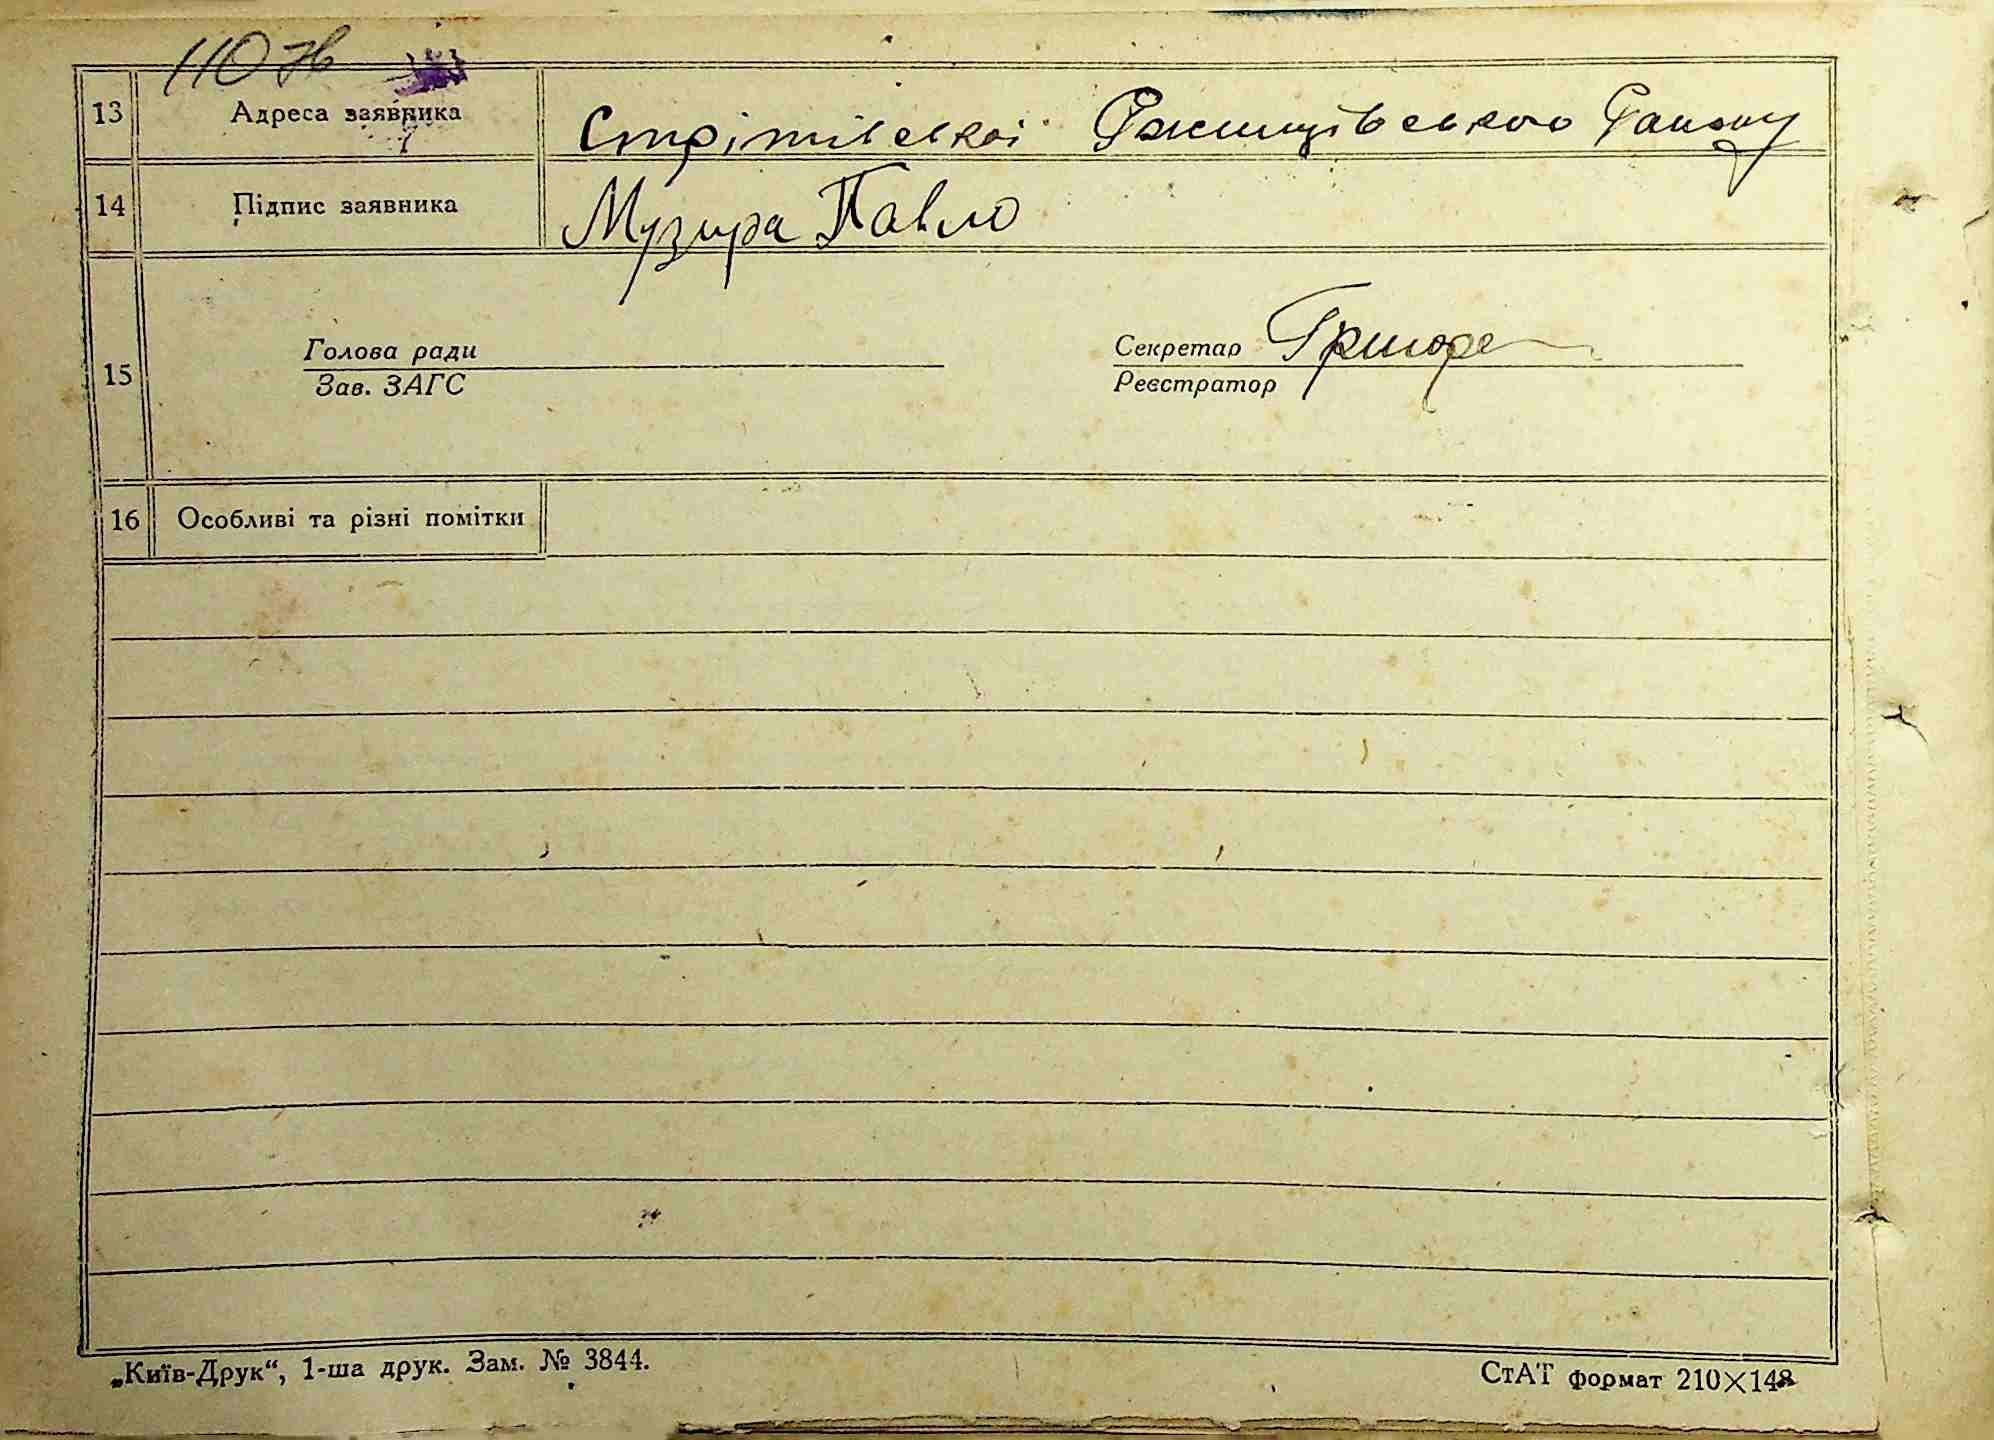 110 зв
13 Адреса заявника Стрітівської Ржищівського Району
14 Підпис заявника Музира Павло
15
Голова ради Секретар
Зав. ЗАГС Реєстратор
16 Особливі та різні помітки
„Київ-Друк“, 1-ша друк. Зам. № 3844. СтАТ формат 210×148